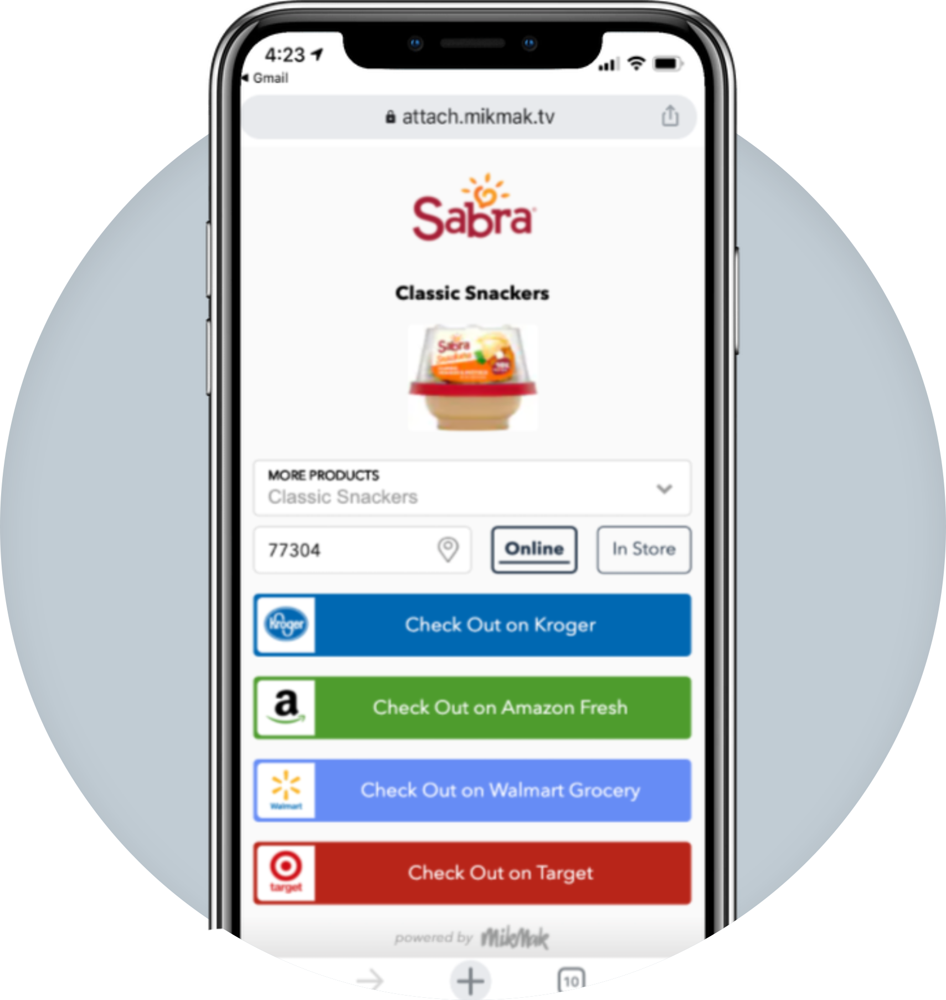 4:23
Gmail
attach.mikmak.tv
Sabra
Classic Snackers
Sabra
Snackers
MORE PRODUCTS
Classic Snackers
77304
Online
In Store
Kroger
Check Out on Kroger
a
Check Out on Amazon Fresh
Walmart
Check Out on Walmart Grocery
target
Check Out on Target
powered by MikMak
10